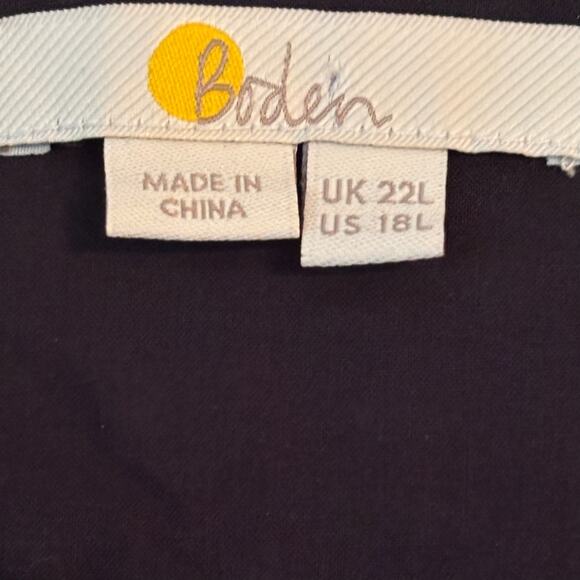 Boden
MADE IN
CHINA
UK 22L
US 18L